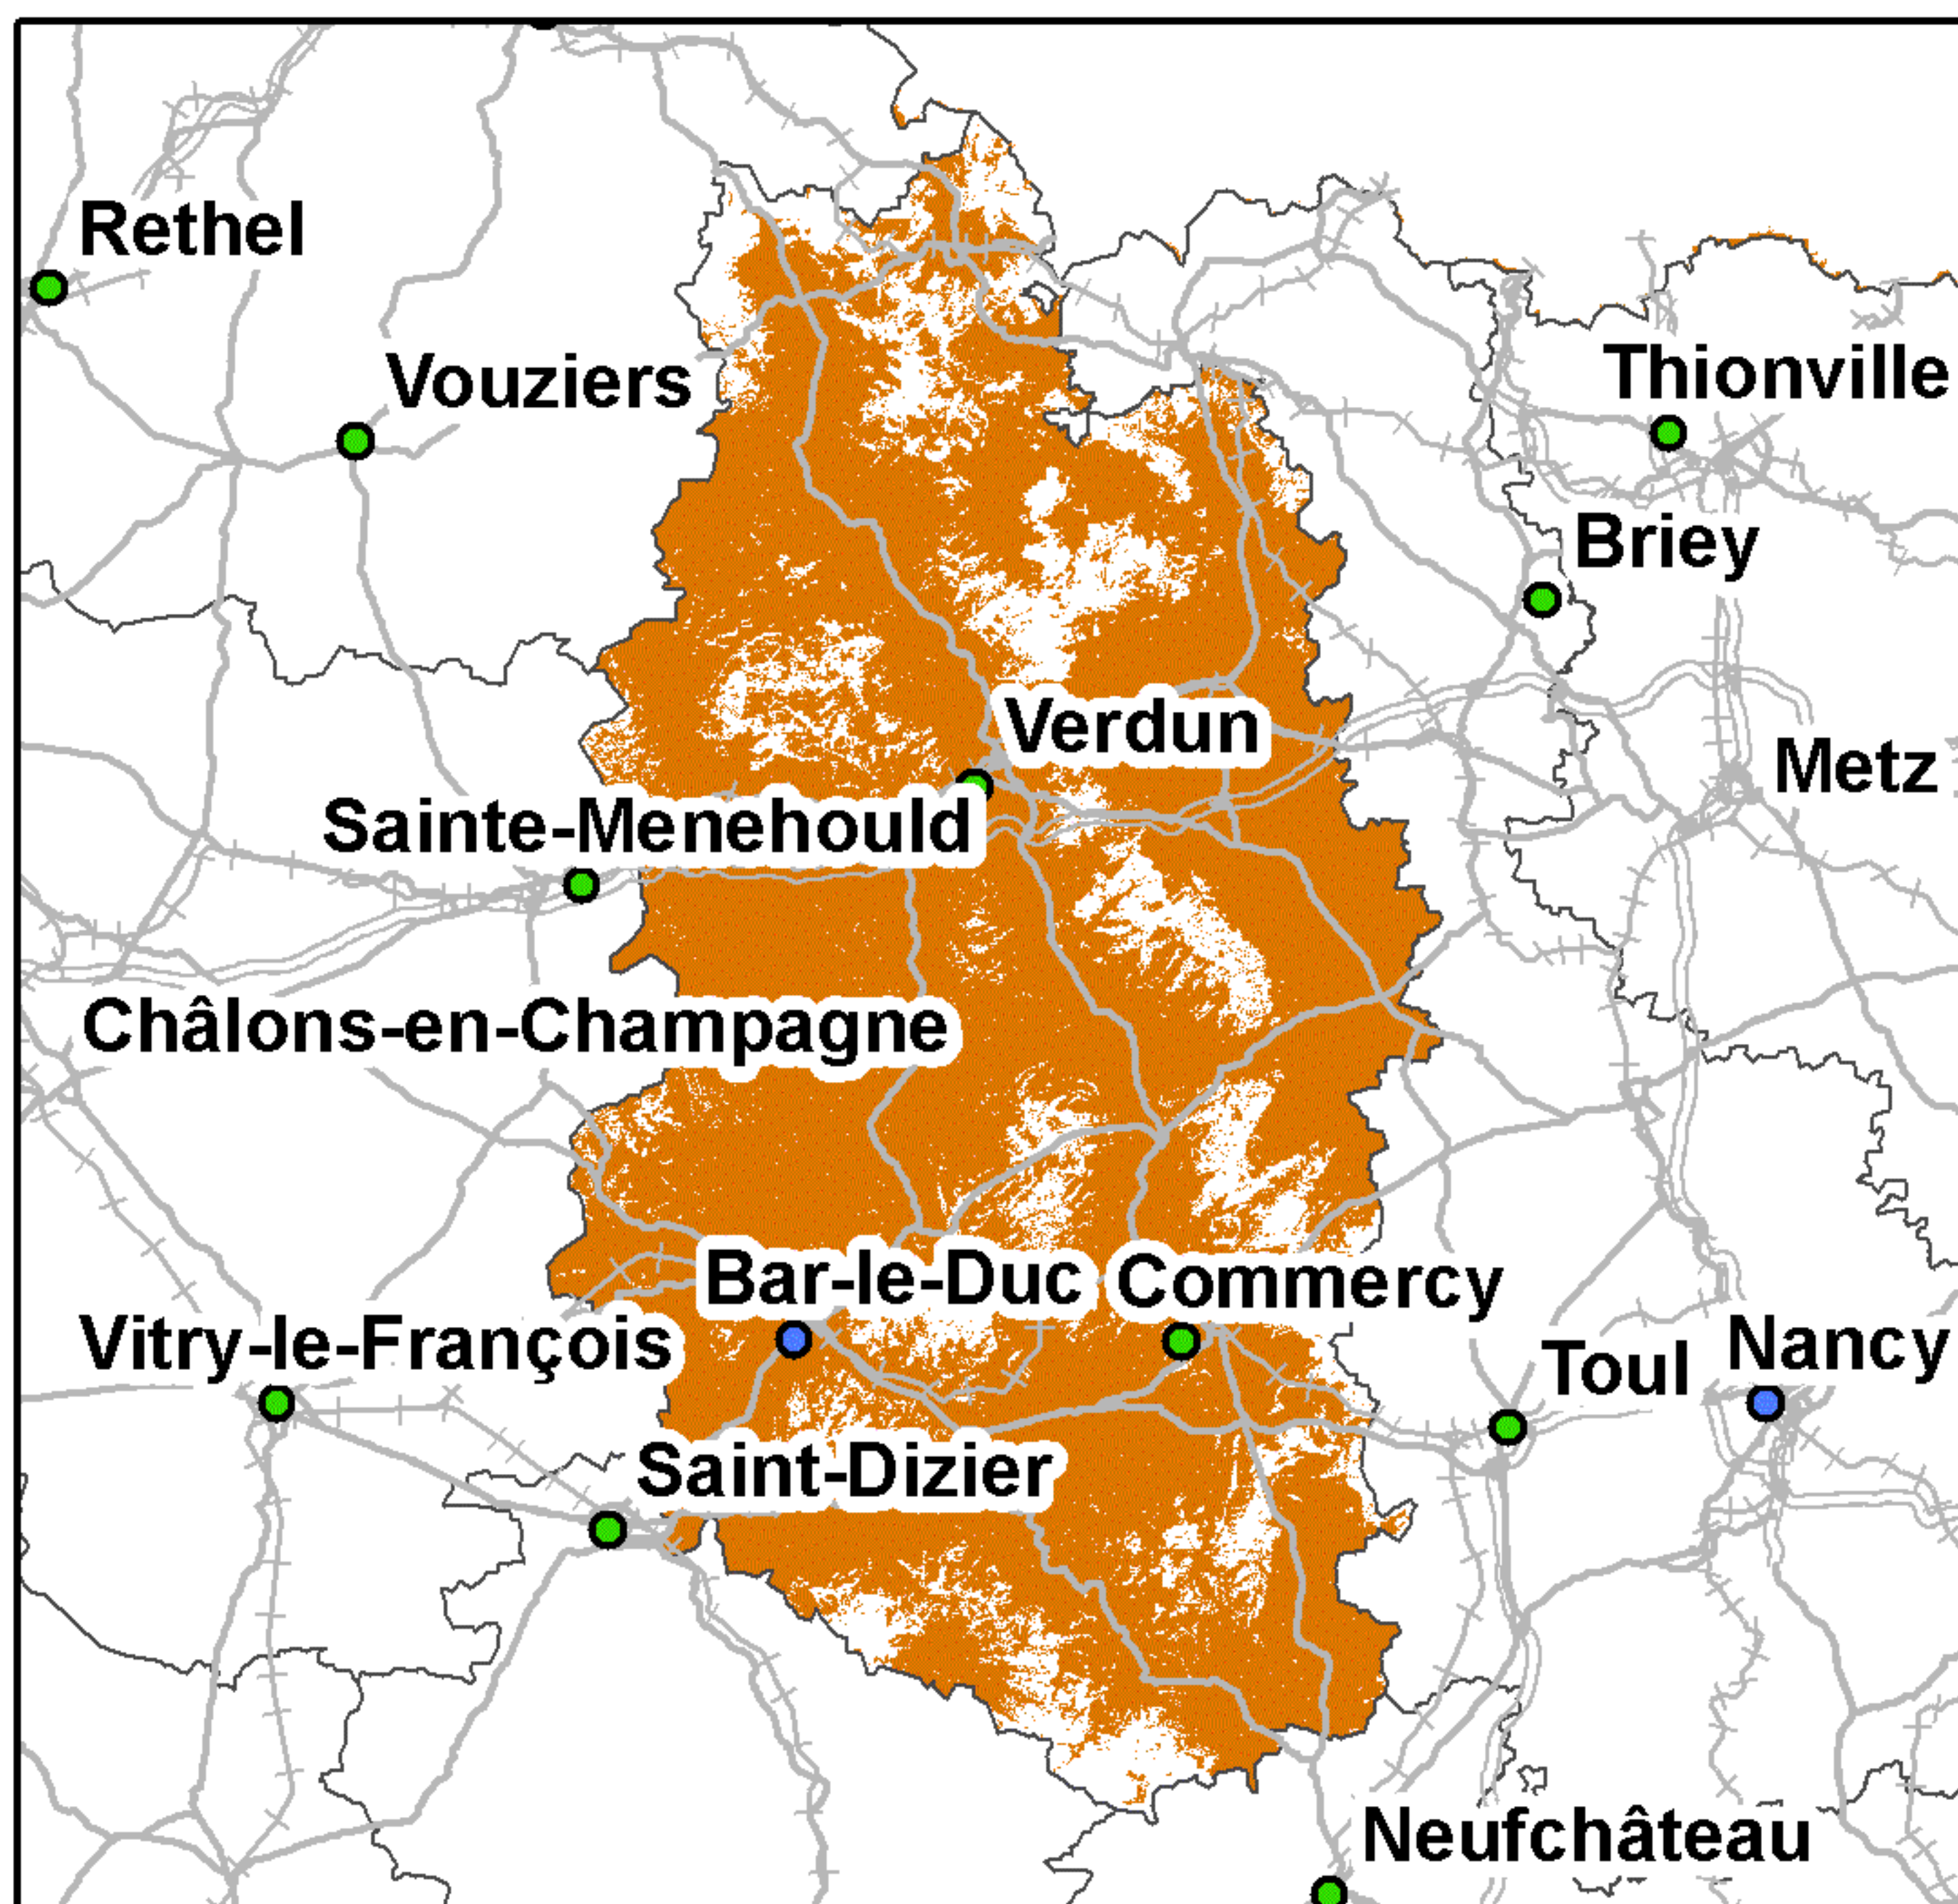 Rethel
Vouziers
Thionville
Briey
Verdun
Metz
Sainte-Menehould
Châlons-en-Champagne
Bar-le-Duc
Commercy
Vitry-le-François
Toul
Nancy
Saint-Dizier
Neufchâteau